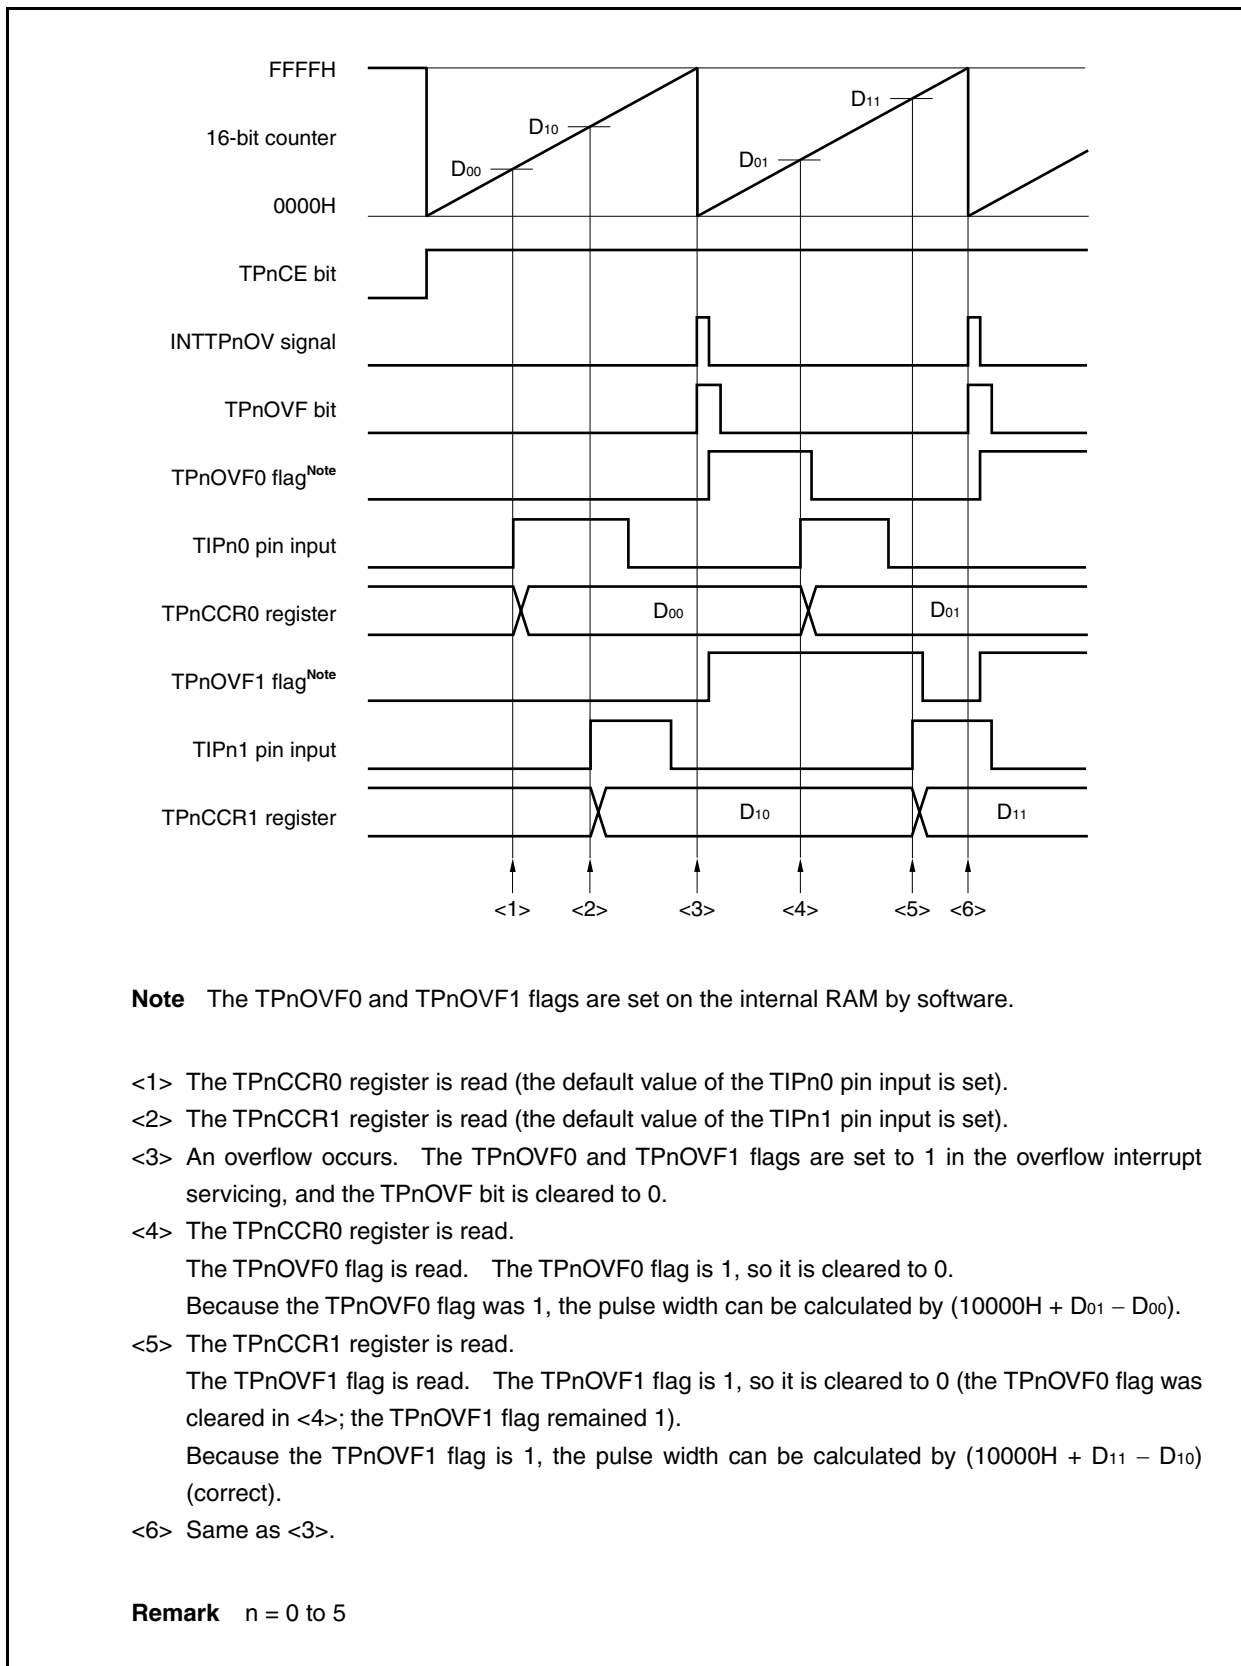 FFFFH
D11
D10
16-bit counter
D01
D00
0000H
TPnCE bit
INTTPnOV signal
TPnOVF bit
TPnOVF0 flagNote
TIPn0 pin input
TPnCCR0 register
D00
D01
TPnOVF1 flagNote
TIPn1 pin input
TPnCCR1 register
D10
D11
<1> <2> <3> <4> <5> <6>
Note The TPnOVF0 and TPnOVF1 flags are set on the internal RAM by software.
<1> The TPnCCR0 register is read (the default value of the TIPn0 pin input is set).
<2> The TPnCCR1 register is read (the default value of the TIPn1 pin input is set).
<3> An overflow occurs. The TPnOVF0 and TPnOVF1 flags are set to 1 in the overflow interrupt
servicing, and the TPnOVF bit is cleared to 0.
<4> The TPnCCR0 register is read.
The TPnOVF0 flag is read. The TPnOVF0 flag is 1, so it is cleared to 0.
Because the TPnOVF0 flag was 1, the pulse width can be calculated by (10000H + D01 − D00).
<5> The TPnCCR1 register is read.
The TPnOVF1 flag is read. The TPnOVF1 flag is 1, so it is cleared to 0 (the TPnOVF0 flag was
cleared in <4>; the TPnOVF1 flag remained 1).
Because the TPnOVF1 flag is 1, the pulse width can be calculated by (10000H + D11 − D10)
(correct).
<6> Same as <3>.
Remark n = 0 to 5